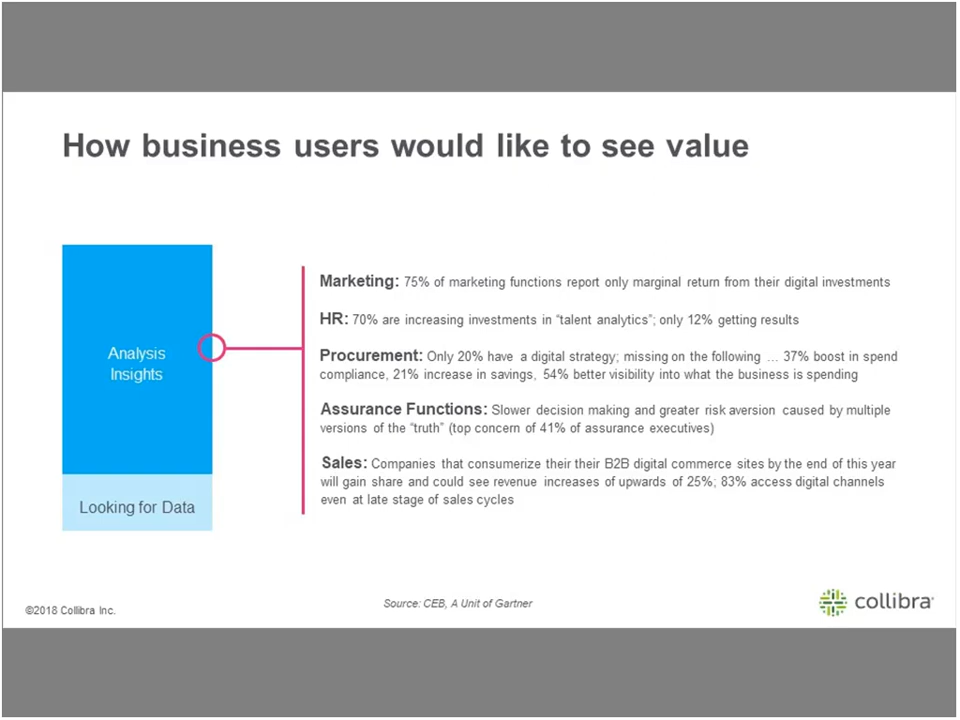 How business users would like to see value
Analysis
Insights
Looking for Data
Marketing: 75% of marketing functions report only marginal return from their digital investments
HR: 70% are increasing investments in “talent analytics”; only 12% getting results
Procurement: Only 20% have a digital strategy; missing on the following … 37% boost in spend
compliance, 21% increase in savings, 54% better visibility into what the business is spending
Assurance Functions: Slower decision making and greater risk aversion caused by multiple
versions of the “truth” (top concern of 41% of assurance executives)
Sales: Companies that consumerize their their B2B digital commerce sites by the end of this year
will gain share and could see revenue increases of upwards of 25%; 83% access digital channels
even at late stage of sales cycles
©2018 Collibra Inc.
Source: CEB, A Unit of Gartner
collibra